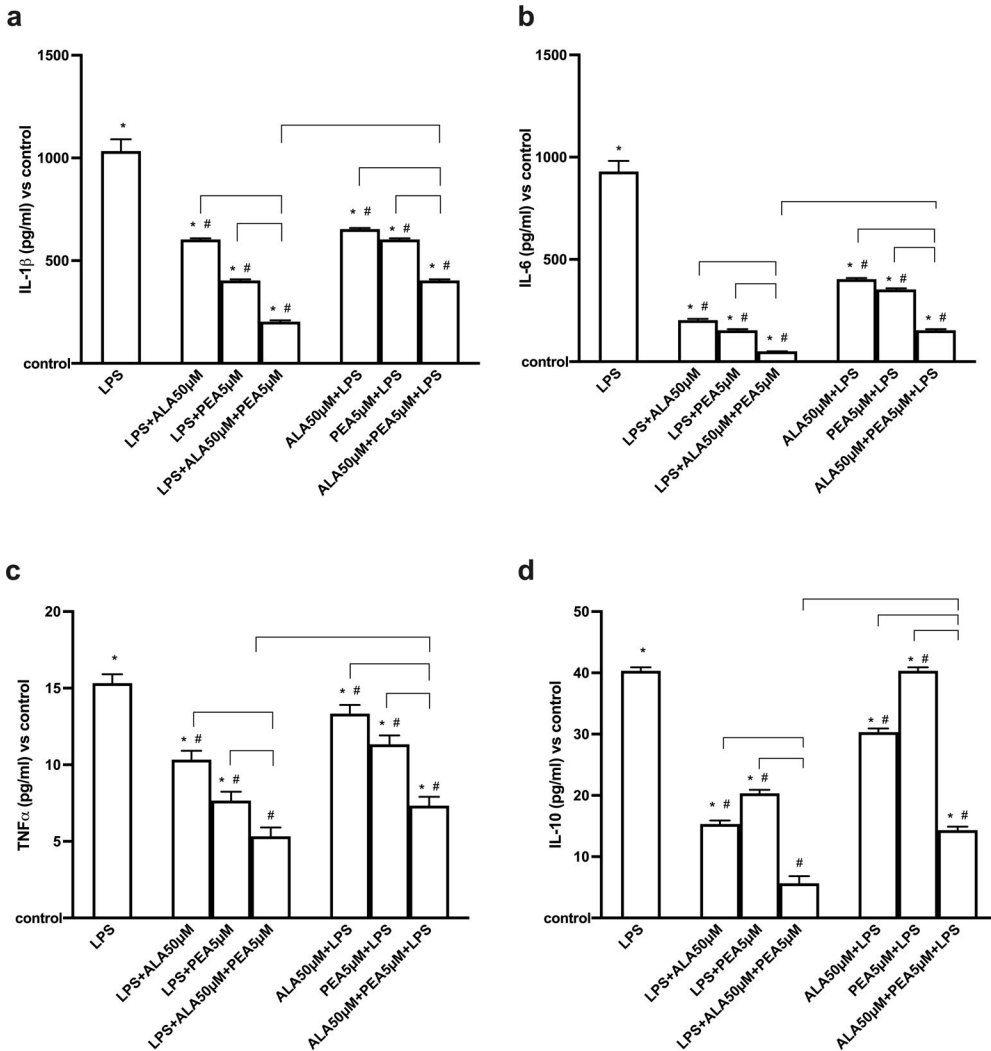 a
IL-1β (pg/ml) vs control
1500
1000
500
control
*
* #
* #
* #
* #
* #
* #
LPS
LPS+ALA50μM
LPS+PEA5μM
LPS+ALA50μM+PEA5μM
ALA50μM+LPS
PEA5μM+LPS
ALA50μM+PEA5μM+LPS
b
IL-6 (pg/ml) vs control
1500
1000
500
control
*
* #
* #
* #
* #
* #
* #
LPS
LPS+ALA50μM
LPS+PEA5μM
LPS+ALA50μM+PEA5μM
ALA50μM+LPS
PEA5μM+LPS
ALA50μM+PEA5μM+LPS
c
TNFα (pg/ml) vs control
20
15
10
5
control
*
* #
* #
#
* #
* #
* #
LPS
LPS+ALA50μM
LPS+PEA5μM
LPS+ALA50μM+PEA5μM
ALA50μM+LPS
PEA5μM+LPS
ALA50μM+PEA5μM+LPS
d
IL-10 (pg/ml) vs control
50
40
30
20
10
control
*
* #
* #
#
* #
* #
* #
LPS
LPS+ALA50μM
LPS+PEA5μM
LPS+ALA50μM+PEA5μM
ALA50μM+LPS
PEA5μM+LPS
ALA50μM+PEA5μM+LPS